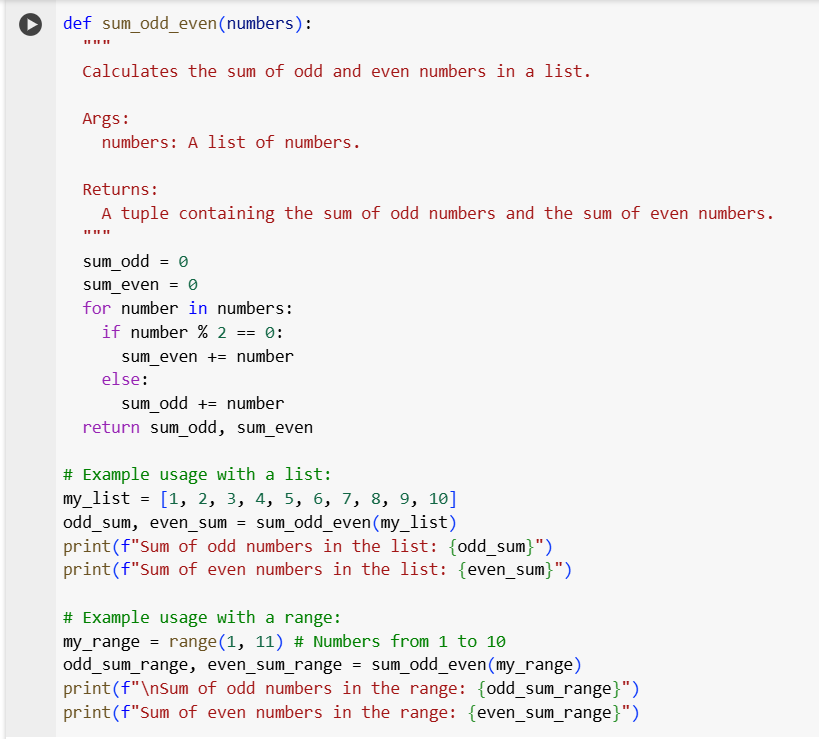 def sum_odd_even(numbers):
  """
  Calculates the sum of odd and even numbers in a list.

  Args:
    numbers: A list of numbers.

  Returns:
    A tuple containing the sum of odd numbers and the sum of even numbers.
  """
  sum_odd = 0
  sum_even = 0
  for number in numbers:
    if number % 2 == 0:
      sum_even += number
    else:
      sum_odd += number
  return sum_odd, sum_even

# Example usage with a list:
my_list = [1, 2, 3, 4, 5, 6, 7, 8, 9, 10]
odd_sum, even_sum = sum_odd_even(my_list)
print(f"Sum of odd numbers in the list: {odd_sum}")
print(f"Sum of even numbers in the list: {even_sum}")

# Example usage with a range:
my_range = range(1, 11) # Numbers from 1 to 10
odd_sum_range, even_sum_range = sum_odd_even(my_range)
print(f"\nSum of odd numbers in the range: {odd_sum_range}")
print(f"Sum of even numbers in the range: {even_sum_range}")